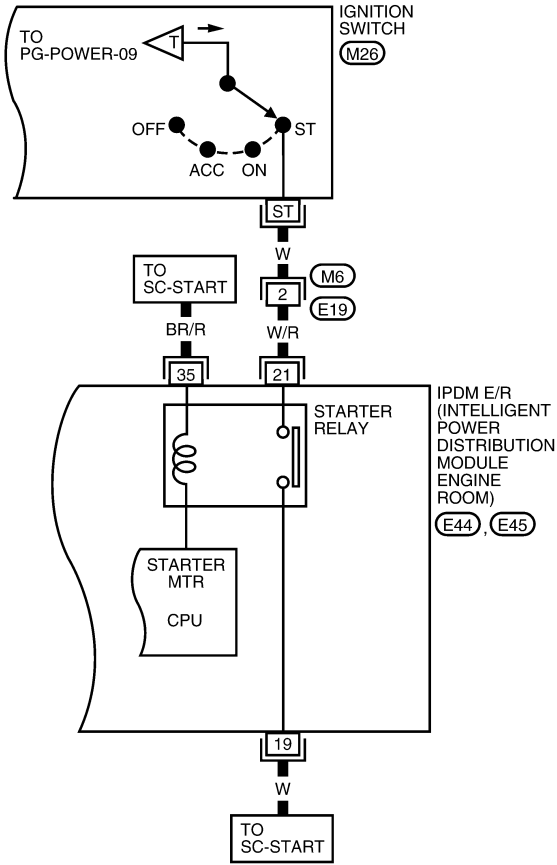 IGNITION
SWITCH
M26
TO
PG-POWER-09
T
OFF
ST
ACC
ON
ST
W
TO
SC-START
2
M6
E19
BR/R
W/R
35
21
IPDM E/R
(INTELLIGENT
POWER
DISTRIBUTION
MODULE
ENGINE
ROOM)
E44 , E45
STARTER
RELAY
STARTER
MTR
CPU
19
W
TO
SC-START